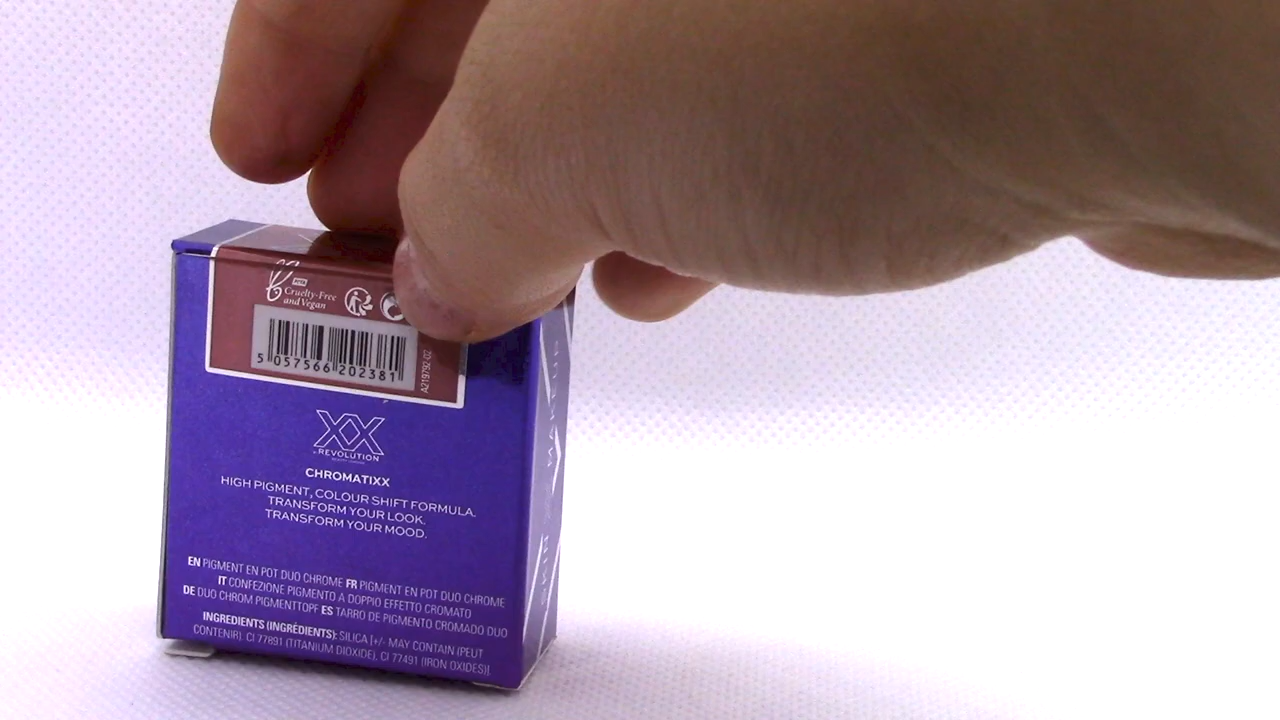 PETA
Cruelty-Free
and Vegan
5 057566 202381
A219792-02
XX
REVOLUTION
CHROMATIXX
HIGH PIGMENT, COLOUR SHIFT FORMULA.
TRANSFORM YOUR LOOK.
TRANSFORM YOUR MOOD.
EN PIGMENT EN POT DUO CHROME FR PIGMENT EN POT DUO CHROME
IT CONFEZIONE PIGMENTO A DOPPIO EFFETTO CROMATO
DE DUO CHROM PIGMENTTOPF ES TARRO DE PIGMENTO CROMADO DUO
INGREDIENTS (INGRÉDIENTS): SILICA [+/- MAY CONTAIN (PEUT
CONTENIR). CI 77891 (TITANIUM DIOXIDE), CI 77491 (IRON OXIDES)]